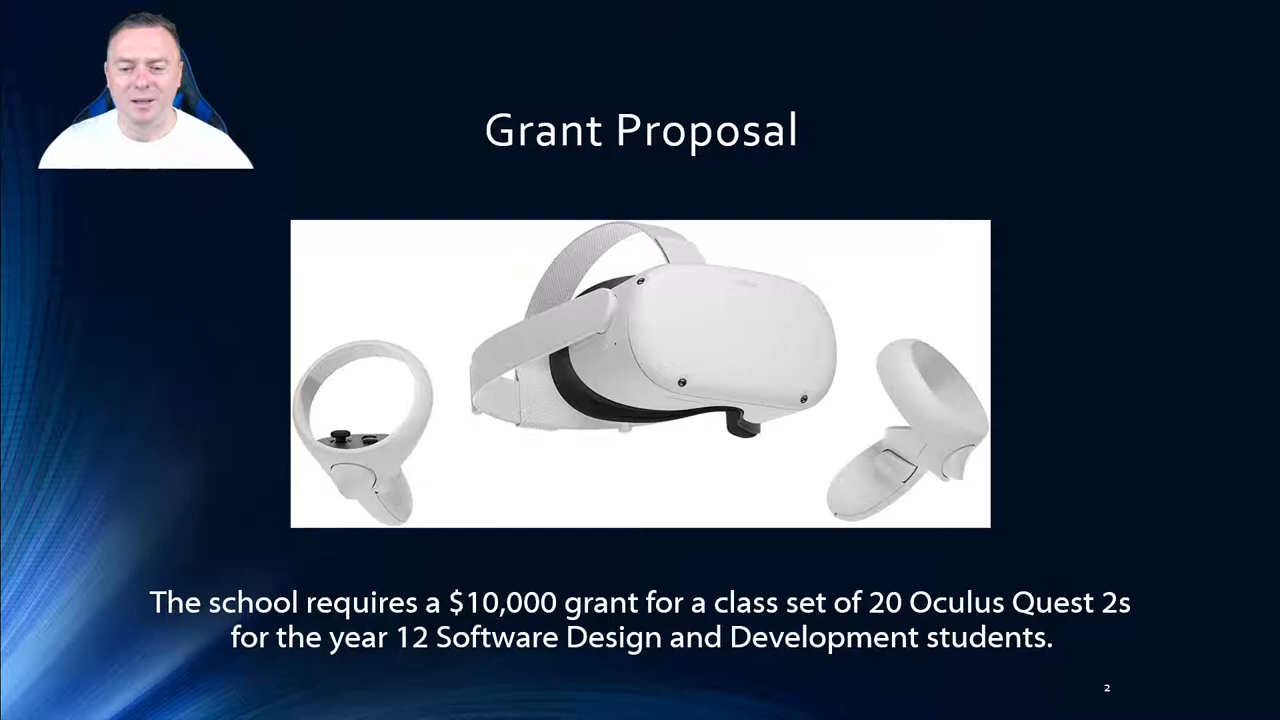 Grant Proposal
The school requires a $10,000 grant for a class set of 20 Oculus Quest 2s
for the year 12 Software Design and Development students.
2